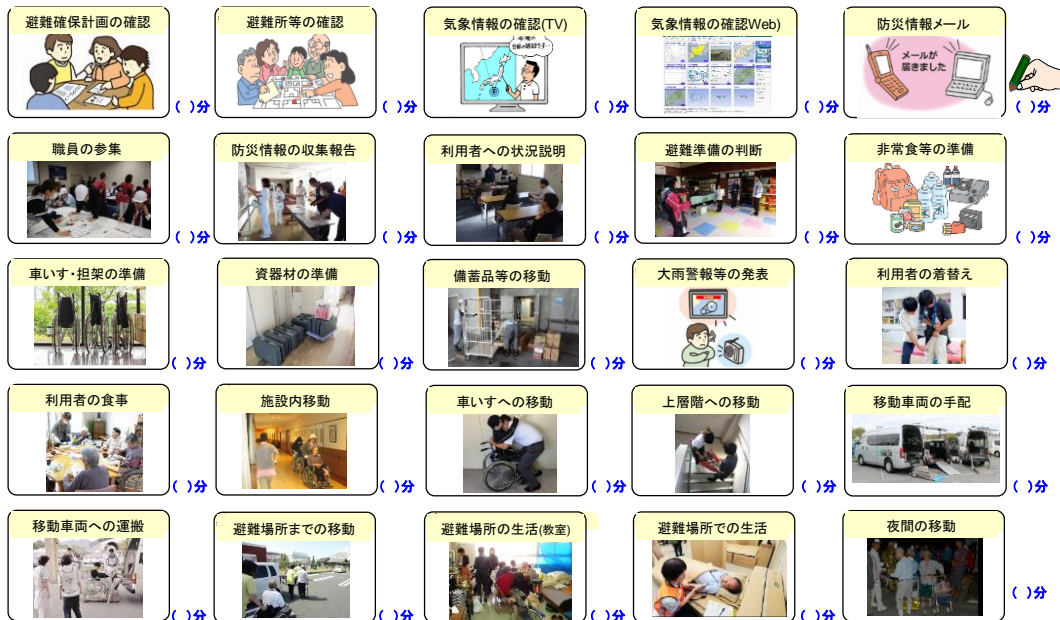 避難確保計画の確認
避難所等の確認
気象情報の確認(TV)
気象情報の確認Web)
防災情報メール
メールが
届きました
( )分
( )分
( )分
( )分
( )分
職員の参集
防災情報の収集報告
利用者への状況説明
避難準備の判断
非常食等の準備
( )分
( )分
( )分
( )分
( )分
車いす・担架の準備
資器材の準備
備蓄品等の移動
大雨警報等の発表
利用者の着替え
( )分
( )分
( )分
( )分
( )分
利用者の食事
施設内移動
車いすへの移動
上層階への移動
移動車両の手配
( )分
( )分
( )分
( )分
( )分
移動車両への運搬
避難場所までの移動
避難場所の生活(教室)
避難場所での生活
夜間の移動
( )分
( )分
( )分
( )分
( )分